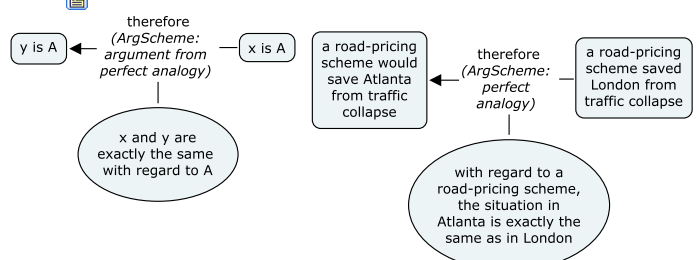 therefore
(ArgScheme:
argument from
perfect analogy)
y is A
x is A
x and y are
exactly the same
with regard to A
a road-pricing
scheme would
save Atlanta
from traffic
collapse
therefore
(ArgScheme:
perfect
analogy)
a road-pricing
scheme saved
London from
traffic collapse
with regard to a
road-pricing scheme,
the situation in
Atlanta is exactly the
same as in London